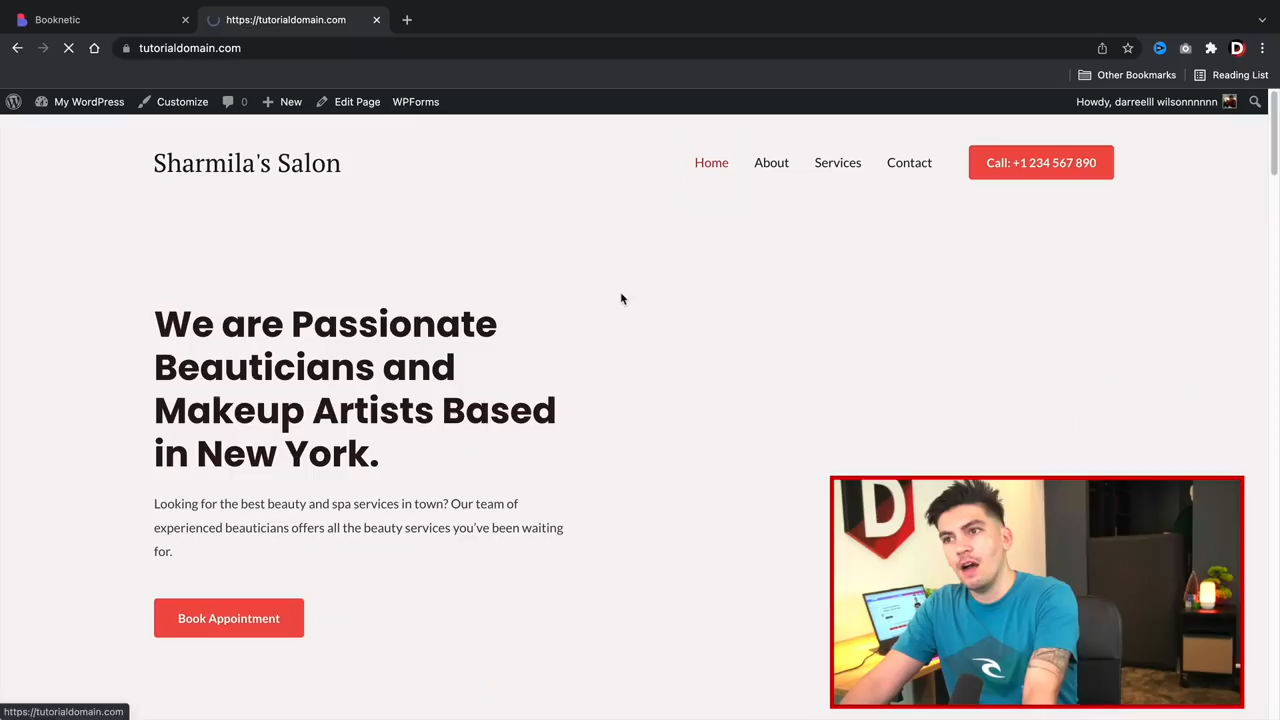 Booknetic
https://tutorialdomain.com
tutorialdomain.com
D
Other Bookmarks
Reading List
My WordPress
Customize
0
New
Edit Page
WPForms
Howdy, darreelll wilsonnnnnn
Sharmila's Salon
Home
About
Services
Contact
Call: +1 234 567 890
We are Passionate
Beauticians and
Makeup Artists Based
in New York.
Looking for the best beauty and spa services in town? Our team of
experienced beauticians offers all the beauty services you've been waiting
for.
Book Appointment
D
https://tutorialdomain.com